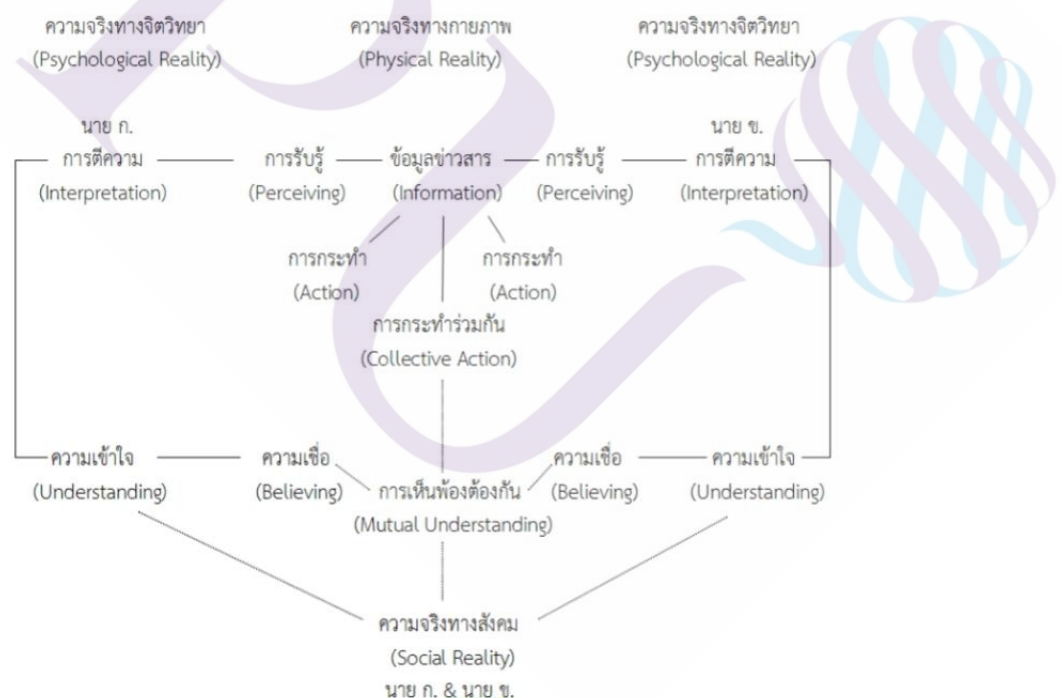 ความจริงทางจิตวิทยา ความจริงทางกายภาพ ความจริงทางจิตวิทยา
(Psychological Reality) (Physical Reality) (Psychological Reality)
นาย ก. นาย ข.
การตีความ การรับรู้ ข้อมูลข่าวสาร การรับรู้ การตีความ
(Interpretation) (Perceiving) (Information) (Perceiving) (Interpretation)
การกระทำ การกระทำ
(Action) (Action)
การกระทำร่วมกัน
(Collective Action)
ความเข้าใจ ความเชื่อ ความเชื่อ ความเข้าใจ
(Understanding) (Believing) การเห็นพ้องต้องกัน (Believing) (Understanding)
(Mutual Understanding)
ความจริงทางสังคม
(Social Reality)
นาย ก. & นาย ข.